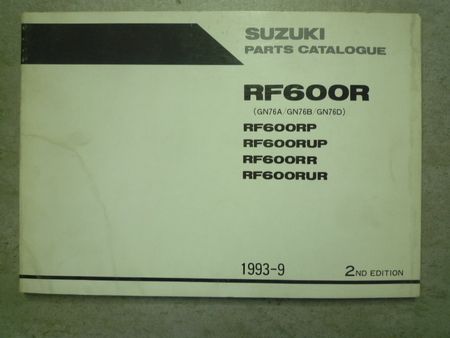 SUZUKI
PARTS CATALOGUE
RF600R
(GN76A/GN76B/GN76D)
RF600RP
RF600RUP
RF600RR
RF600RUR
1993-9 2ND EDITION